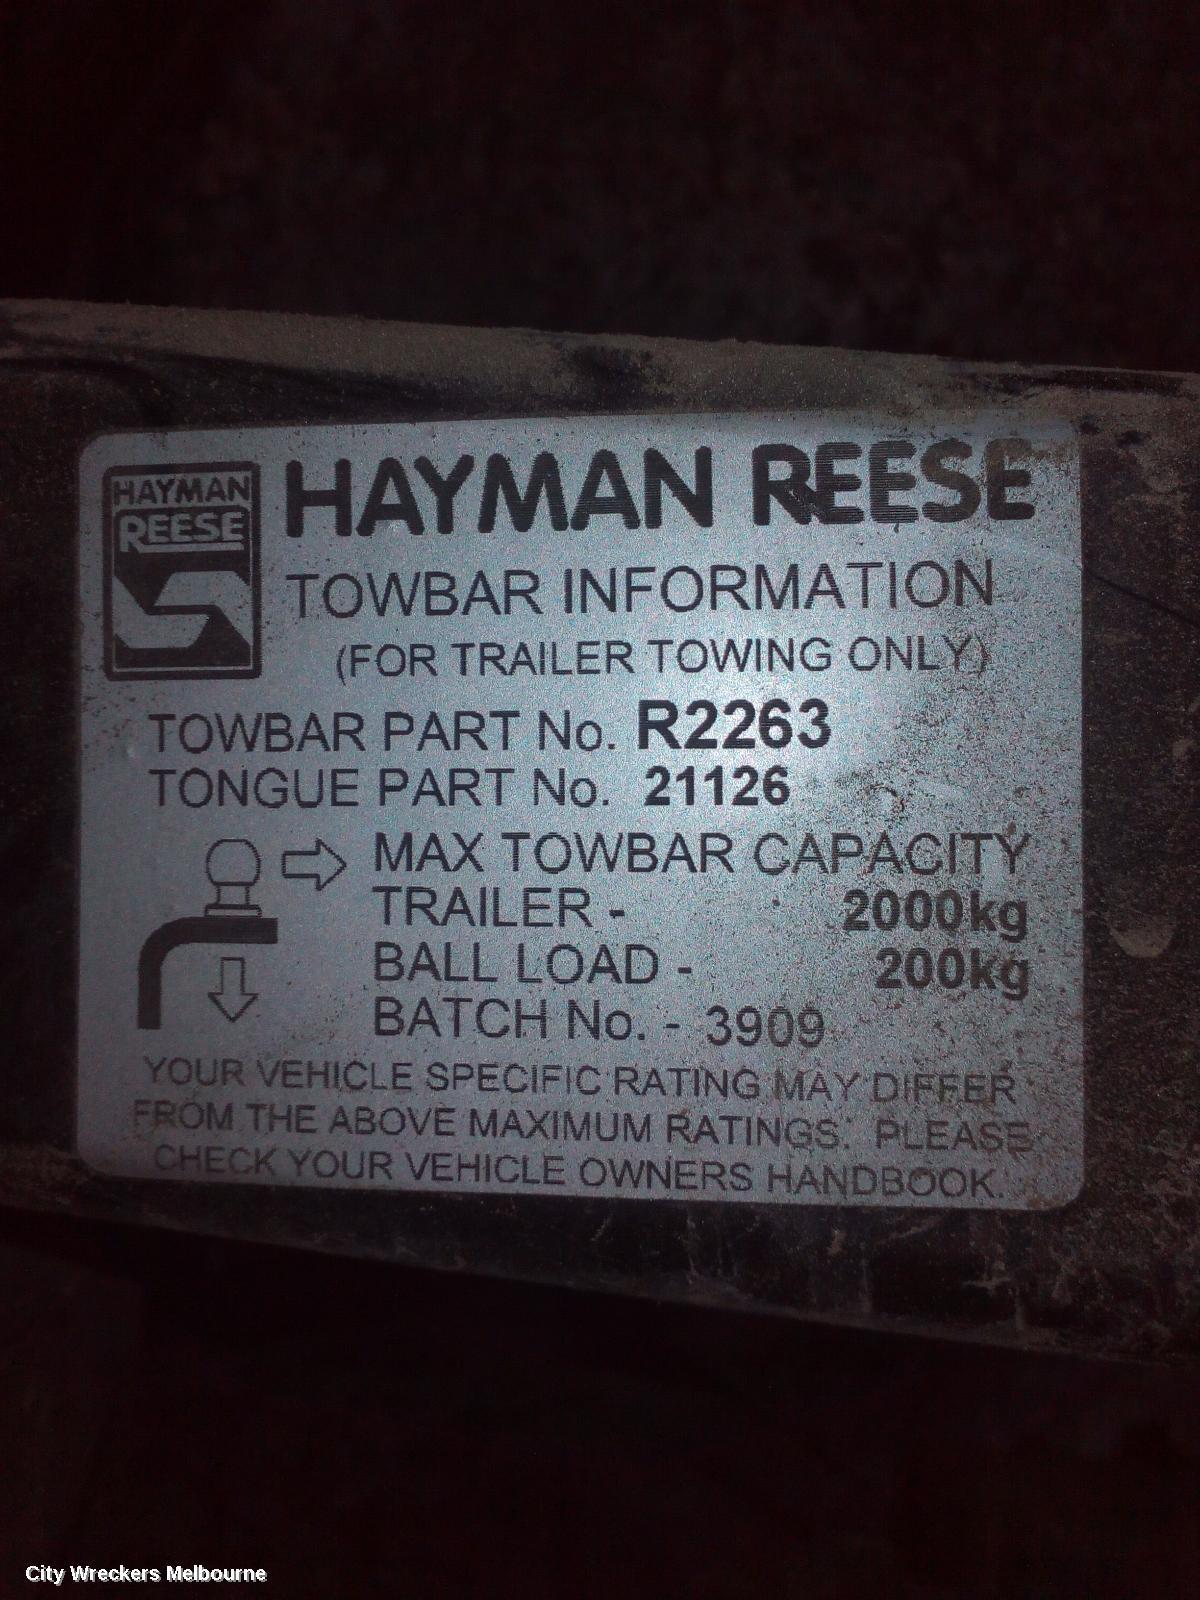 HAYMAN
REESE
HAYMAN REESE
TOWBAR INFORMATION
(FOR TRAILER TOWING ONLY)
TOWBAR PART No. R2263
TONGUE PART No. 21126
MAX TOWBAR CAPACITY
TRAILER - 2000kg
BALL LOAD - 200kg
BATCH No. - 3909
YOUR VEHICLE SPECIFIC RATING MAY DIFFER
FROM THE ABOVE MAXIMUM RATINGS. PLEASE
CHECK YOUR VEHICLE OWNERS HANDBOOK.
City Wreckers Melbourne